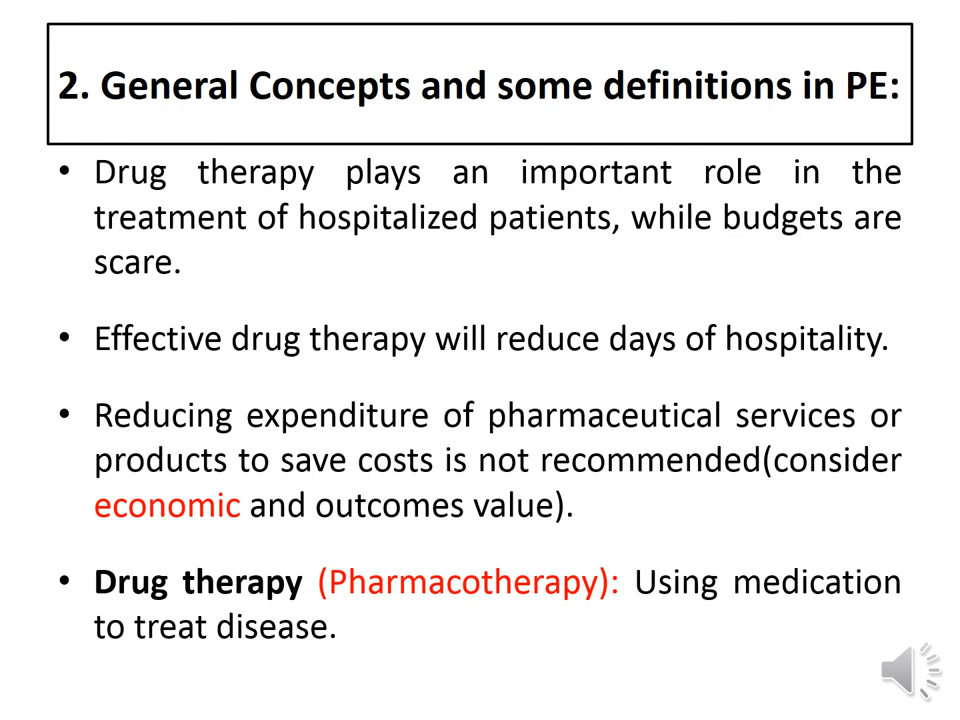 2. General Concepts and some definitions in PE:
• Drug therapy plays an important role in the
treatment of hospitalized patients, while budgets are
scare.
• Effective drug therapy will reduce days of hospitality.
• Reducing expenditure of pharmaceutical services or
products to save costs is not recommended(consider
economic and outcomes value).
• Drug therapy (Pharmacotherapy): Using medication
to treat disease.